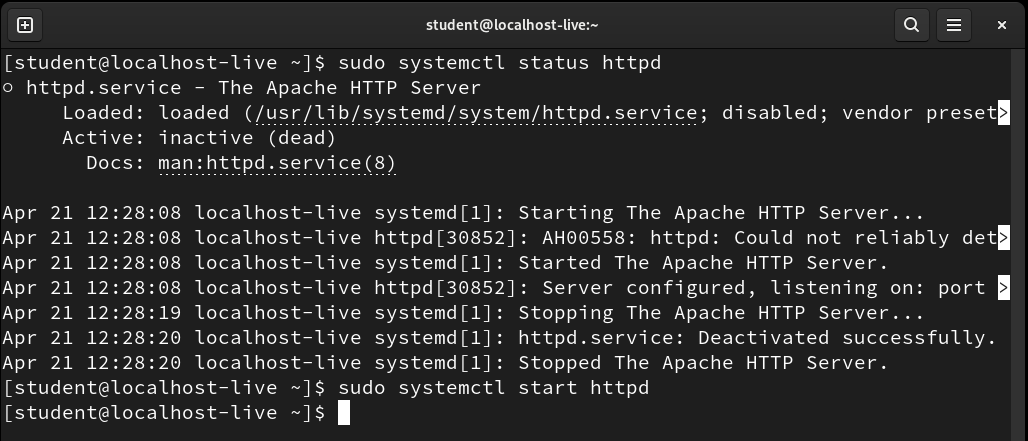 student@localhost-live:~
[student@localhost-live ~]$ sudo systemctl status httpd
○ httpd.service - The Apache HTTP Server
     Loaded: loaded (/usr/lib/systemd/system/httpd.service; disabled; vendor preset>
     Active: inactive (dead)
       Docs: man:httpd.service(8)

Apr 21 12:28:08 localhost-live systemd[1]: Starting The Apache HTTP Server...
Apr 21 12:28:08 localhost-live httpd[30852]: AH00558: httpd: Could not reliably det>
Apr 21 12:28:08 localhost-live systemd[1]: Started The Apache HTTP Server.
Apr 21 12:28:08 localhost-live httpd[30852]: Server configured, listening on: port >
Apr 21 12:28:19 localhost-live systemd[1]: Stopping The Apache HTTP Server...
Apr 21 12:28:20 localhost-live systemd[1]: httpd.service: Deactivated successfully.
Apr 21 12:28:20 localhost-live systemd[1]: Stopped The Apache HTTP Server.
[student@localhost-live ~]$ sudo systemctl start httpd
[student@localhost-live ~]$